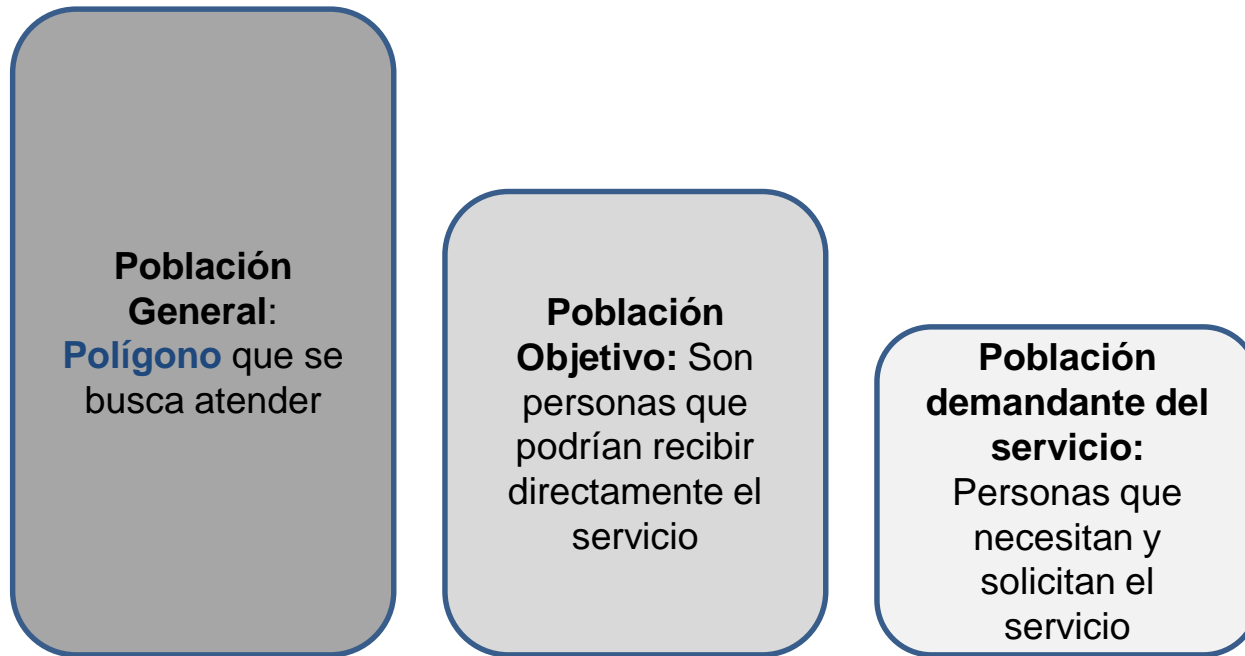 Población
General:
Polígono que se
busca atender
Población
Objetivo: Son
personas que
podrían recibir
directamente el
servicio
Población
demandante del
servicio:
Personas que
necesitan y
solicitan el
servicio